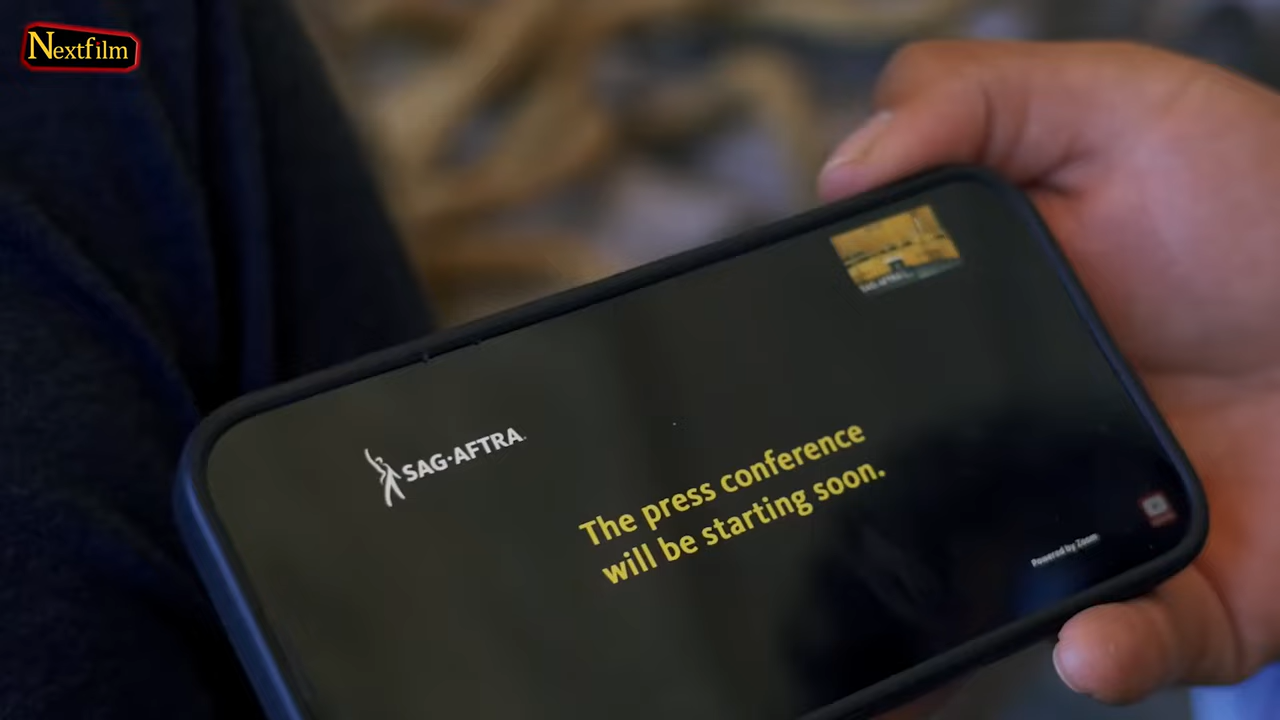 Nextfilm
SAG·AFTRA
The press conference
will be starting soon.
Powered by Zoom